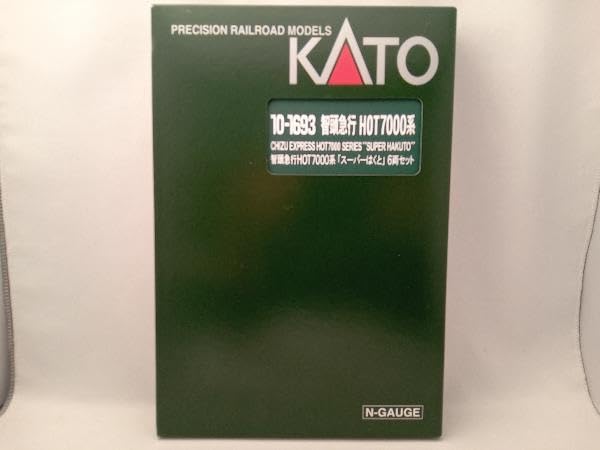 PRECISION RAILROAD MODELS
KATO
10-1693 智頭急行 HOT7000系
CHIZU EXPRESS HOT7000 SERIES "SUPER HAKUTO"
智頭急行HOT7000系「スーパーはくと」6両セット
N-GAUGE